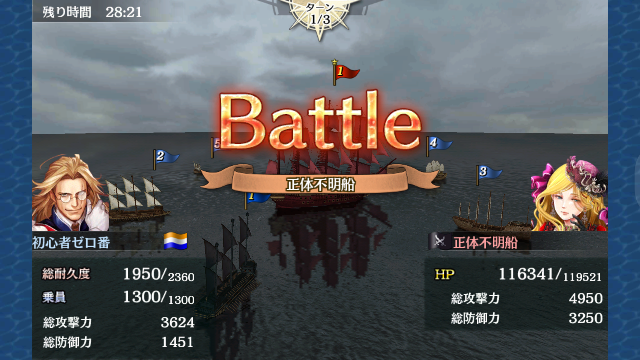 残り時間 28:21
ターン
1/3
1
Battle
正体不明船
2
5
4
3
1
初心者ゼロ番
正体不明船
総耐久度 1950/2360
乗員 1300/1300
総攻撃力 3624
総防御力 1451
HP 116341/119521
総攻撃力 4950
総防御力 3250